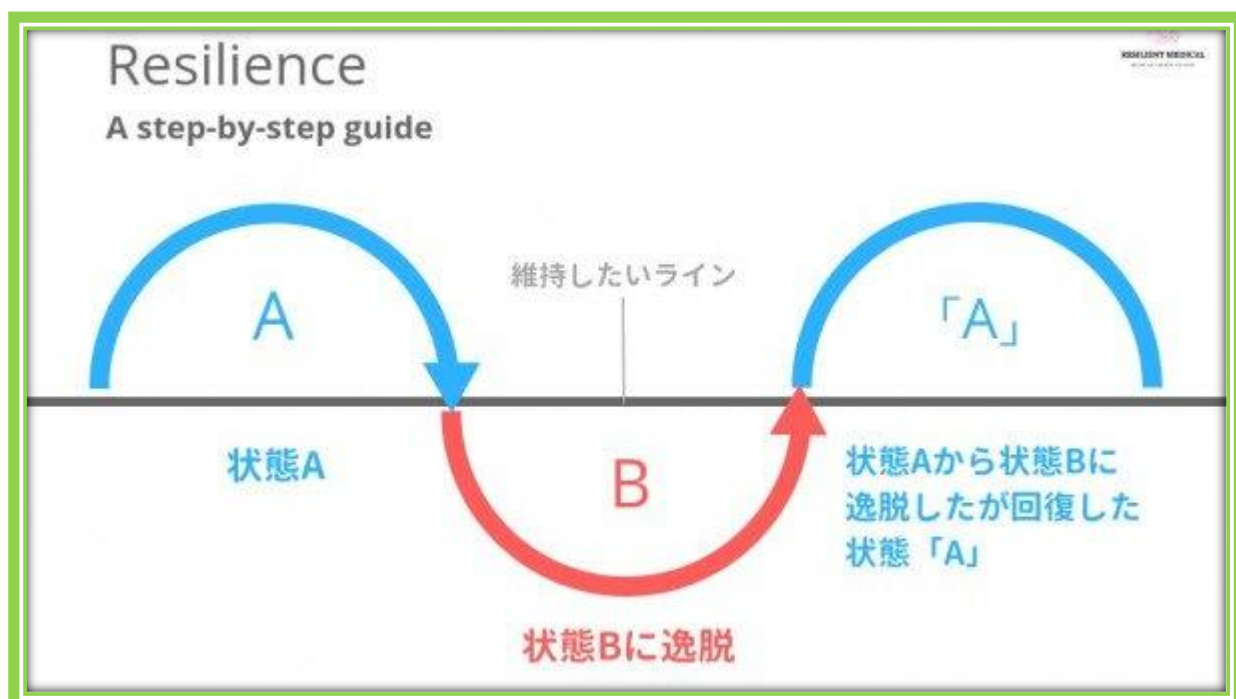 Resilience
A step-by-step guide
RESILIENT MEDICAL
維持したいライン
A
「A」
B
状態A
状態Aから状態Bに
逸脱したが回復した
状態「A」
状態Bに逸脱